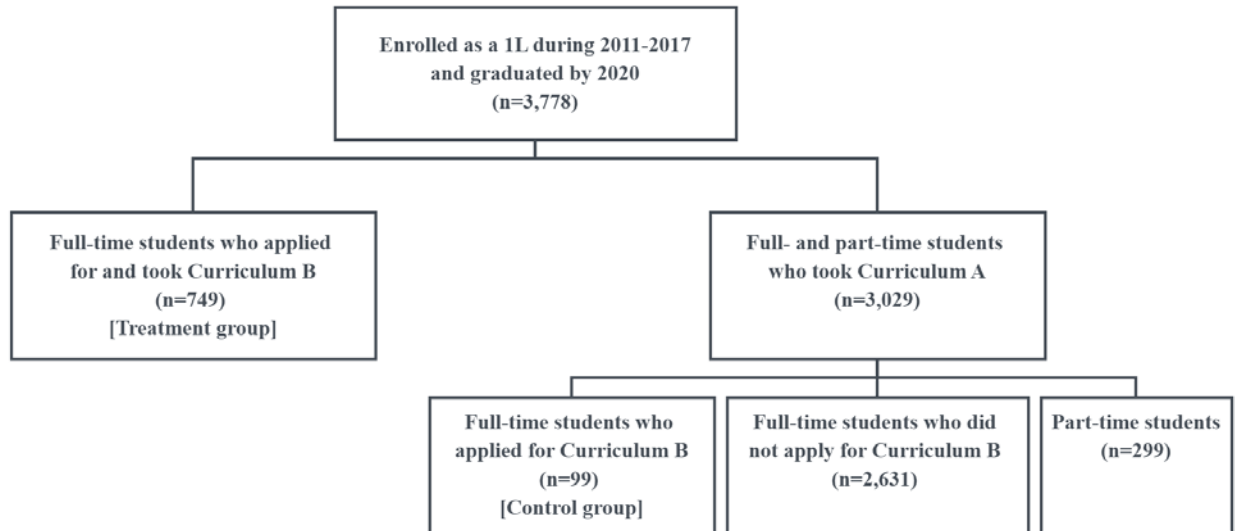 Enrolled as a 1L during 2011-2017
and graduated by 2020
(n=3,778)
Full-time students who applied
for and took Curriculum B
(n=749)
[Treatment group]
Full- and part-time students
who took Curriculum A
(n=3,029)
Full-time students who
applied for Curriculum B
(n=99)
[Control group]
Full-time students who did
not apply for Curriculum B
(n=2,631)
Part-time students
(n=299)